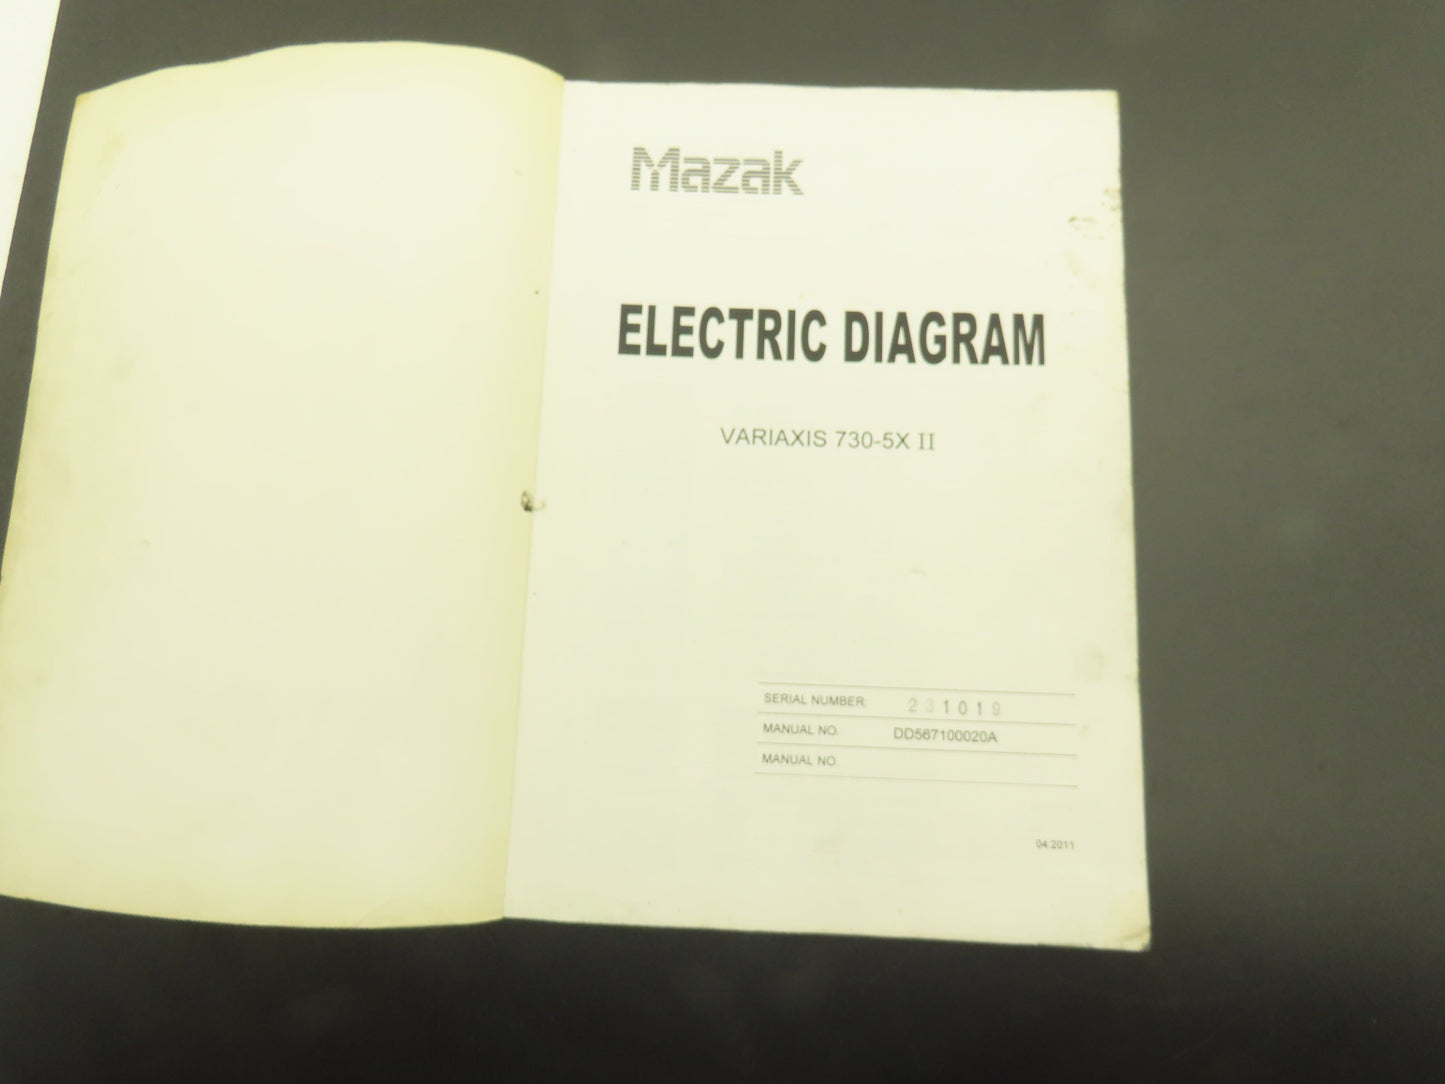 Mazak
ELECTRIC DIAGRAM
VARIAXIS 730-5X II
SERIAL NUMBER: 231019
MANUAL NO. DD567100020A
MANUAL NO.
04.2011